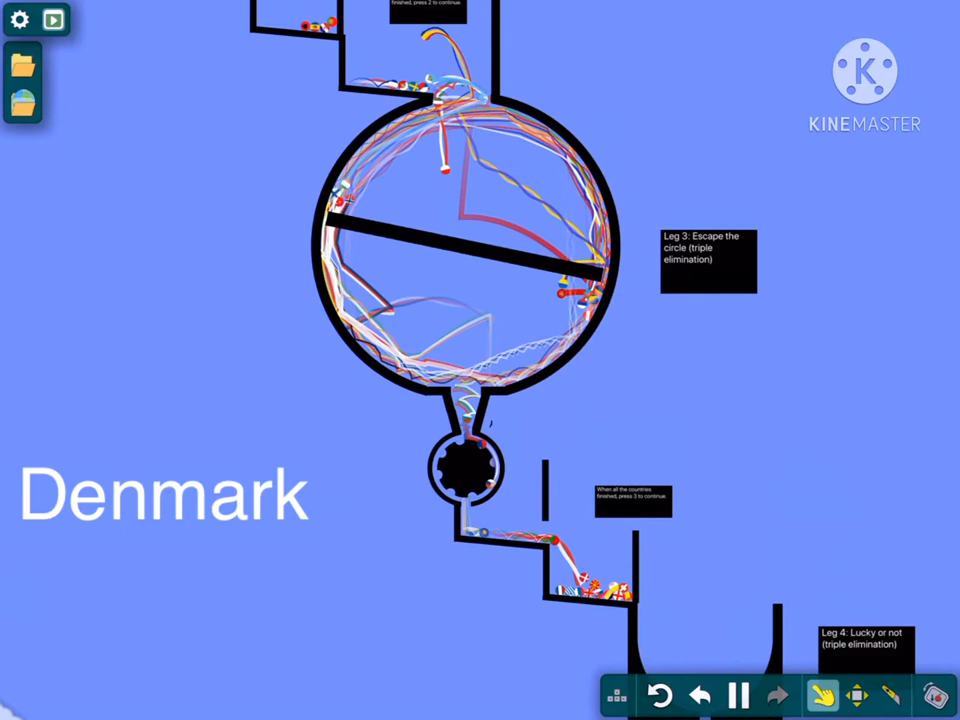 finished, press 2 to continue.
K
KINEMASTER
Leg 3: Escape the
circle (triple
elimination)
Denmark
When all the countries
finished, press 3 to continue.
Leg 4: Lucky or not
(triple elimination)